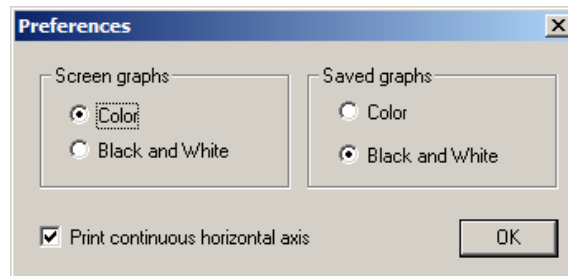 Preferences
Screen graphs
Color
Black and White
Saved graphs
Color
Black and White
Print continuous horizontal axis
OK